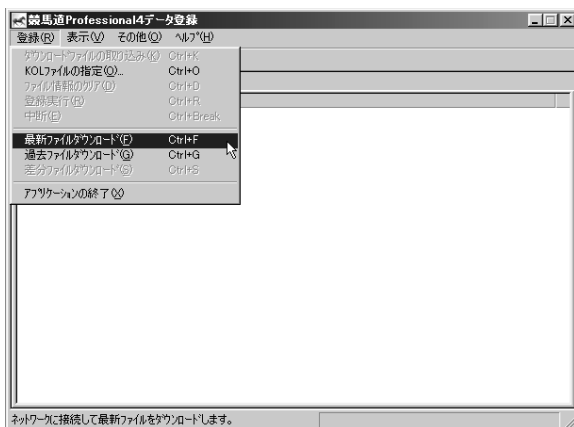 競馬道Professional4データ登録
登録(R) 表示(V) その他(O) ヘルプ(H)
ダウンロードファイルの取り込み(K) Ctrl+K
KOLファイルの指定(O)... Ctrl+O
ファイル情報のクリア(D) Ctrl+D
登録実行(R) Ctrl+R
中断(E) Ctrl+Break
最新ファイルダウンロード(F) Ctrl+F
過去ファイルダウンロード(G) Ctrl+G
差分ファイルダウンロード(S) Ctrl+S
アプリケーションの終了(X)
ネットワークに接続して最新ファイルをダウンロードします。